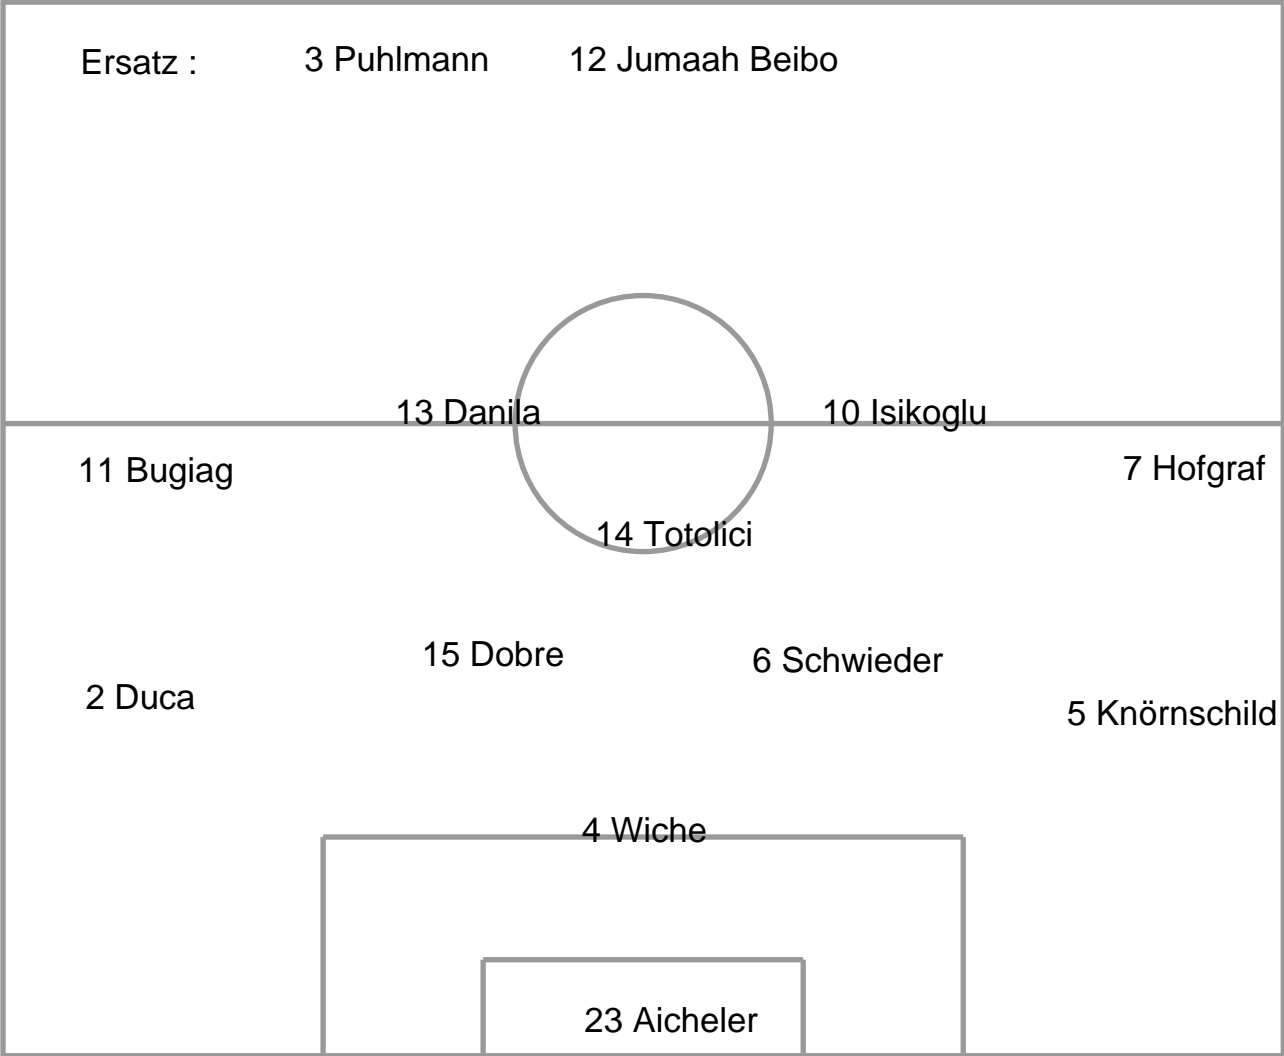 Ersatz : 3 Puhlmann 12 Jumaah Beibo
13 Danila 10 Isikoglu
11 Bugiag 7 Hofgraf
14 Totolici
15 Dobre 6 Schwieder
2 Duca 5 Knörnschild
4 Wiche
23 Aicheler